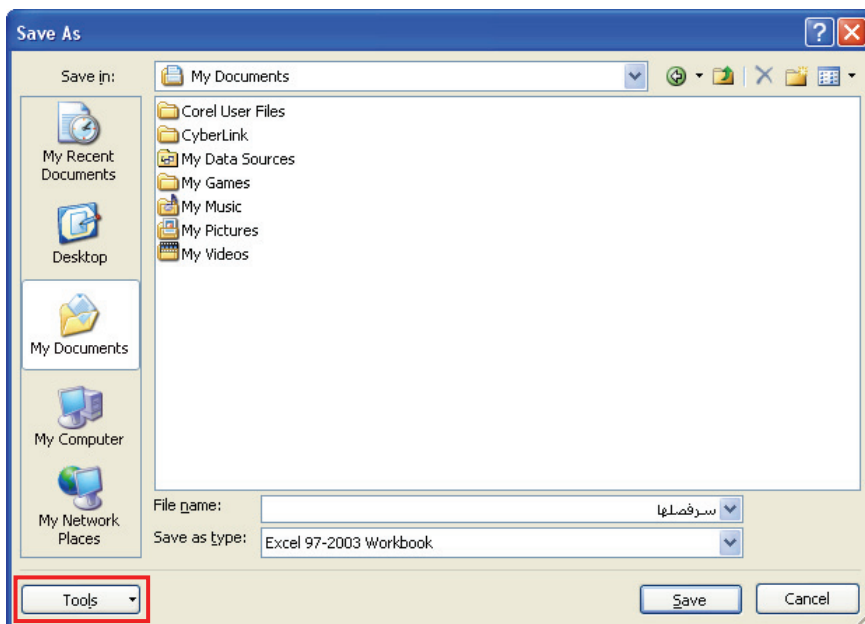 Save As
Save in:
My Documents
My Recent
Documents
Desktop
My Documents
My Computer
My Network
Places
Corel User Files
CyberLink
My Data Sources
My Games
My Music
My Pictures
My Videos
File name:
سرفصلها
Save as type:
Excel 97-2003 Workbook
Tools
Save
Cancel